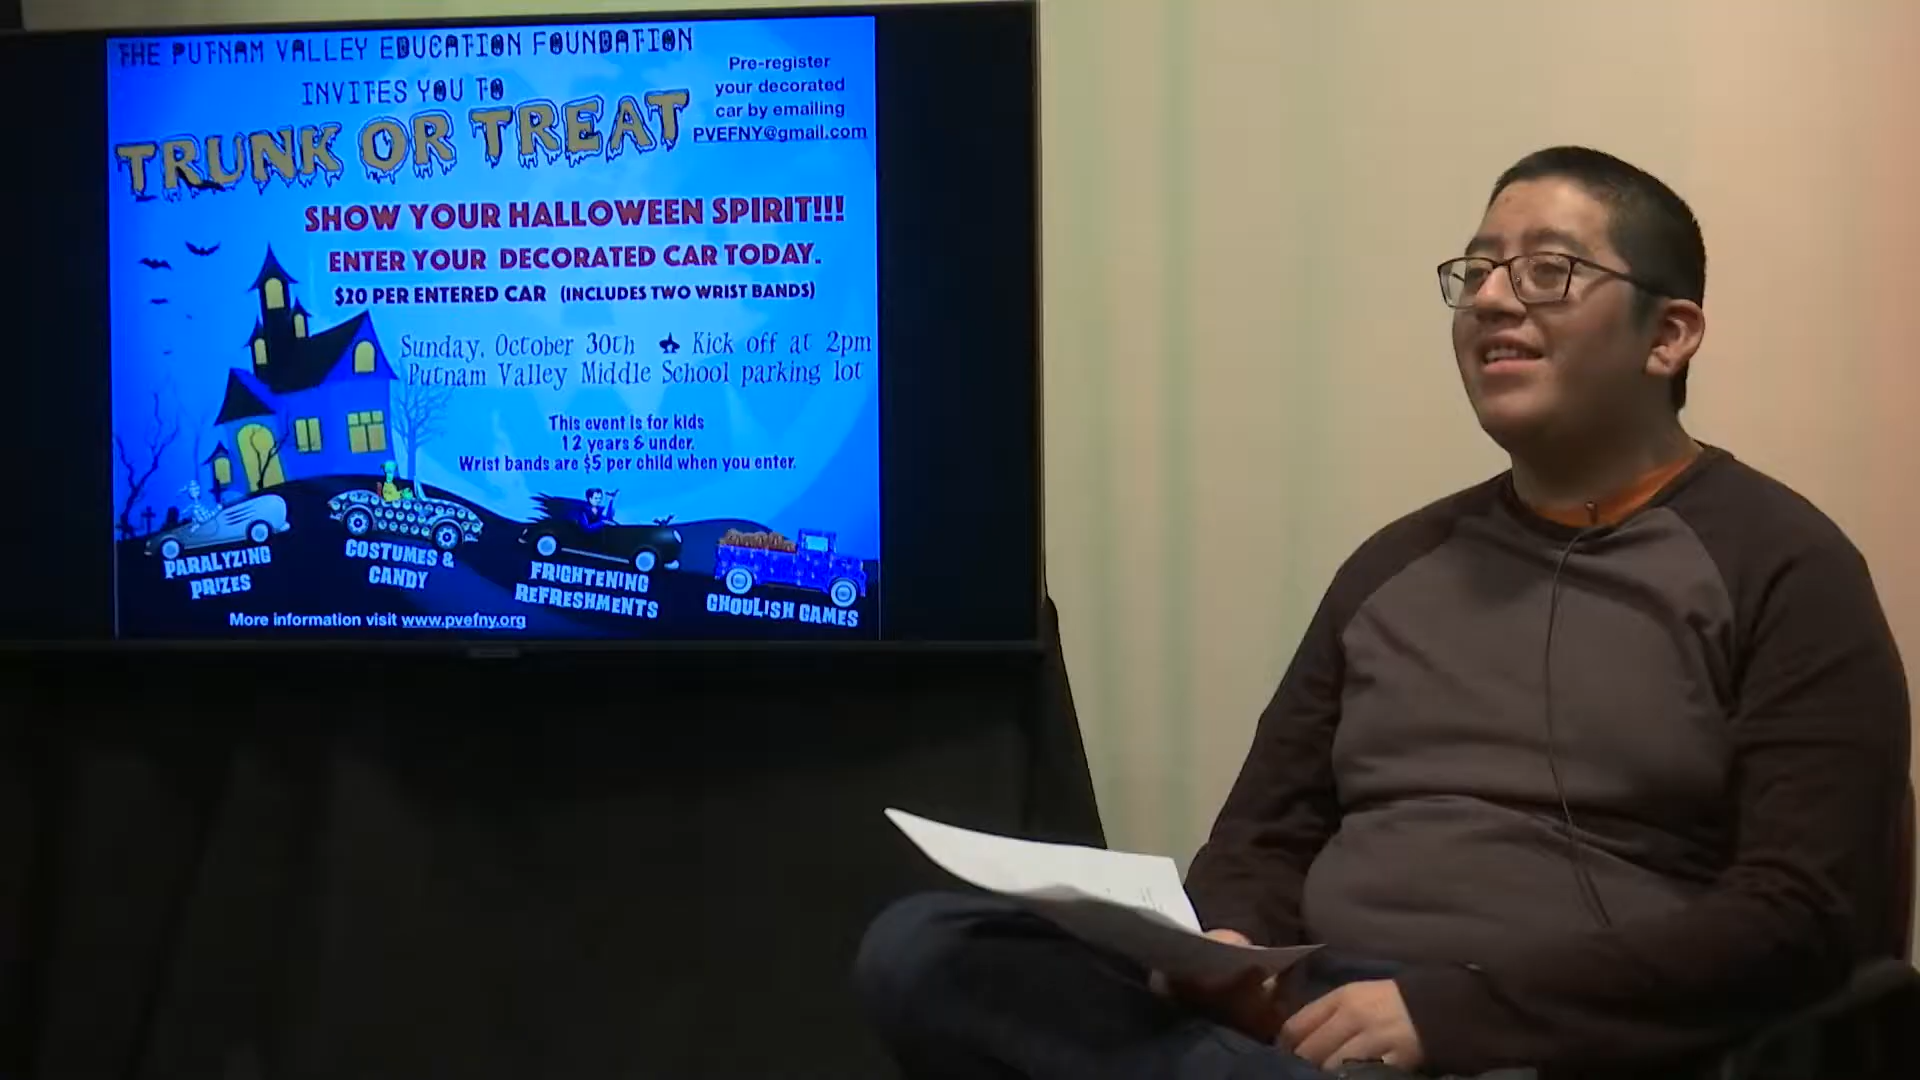 THE PUTNAM VALLEY EDUCATION FOUNDATION
INVITES YOU TO
TRUNK OR TREAT
Pre-register
your decorated
car by emailing
PVEFNY@gmail.com
SHOW YOUR HALLOWEEN SPIRIT!!!
ENTER YOUR DECORATED CAR TODAY.
$20 PER ENTERED CAR (INCLUDES TWO WRIST BANDS)
Sunday, October 30th Kick off at 2pm
Putnam Valley Middle School parking lot
This event is for kids
12 years & under.
Wrist bands are $5 per child when you enter.
PARALYZING
PRIZES
COSTUMES &
CANDY
FRIGHTENING
REFRESHMENTS
GHOULISH GAMES
More information visit www.pvefny.org